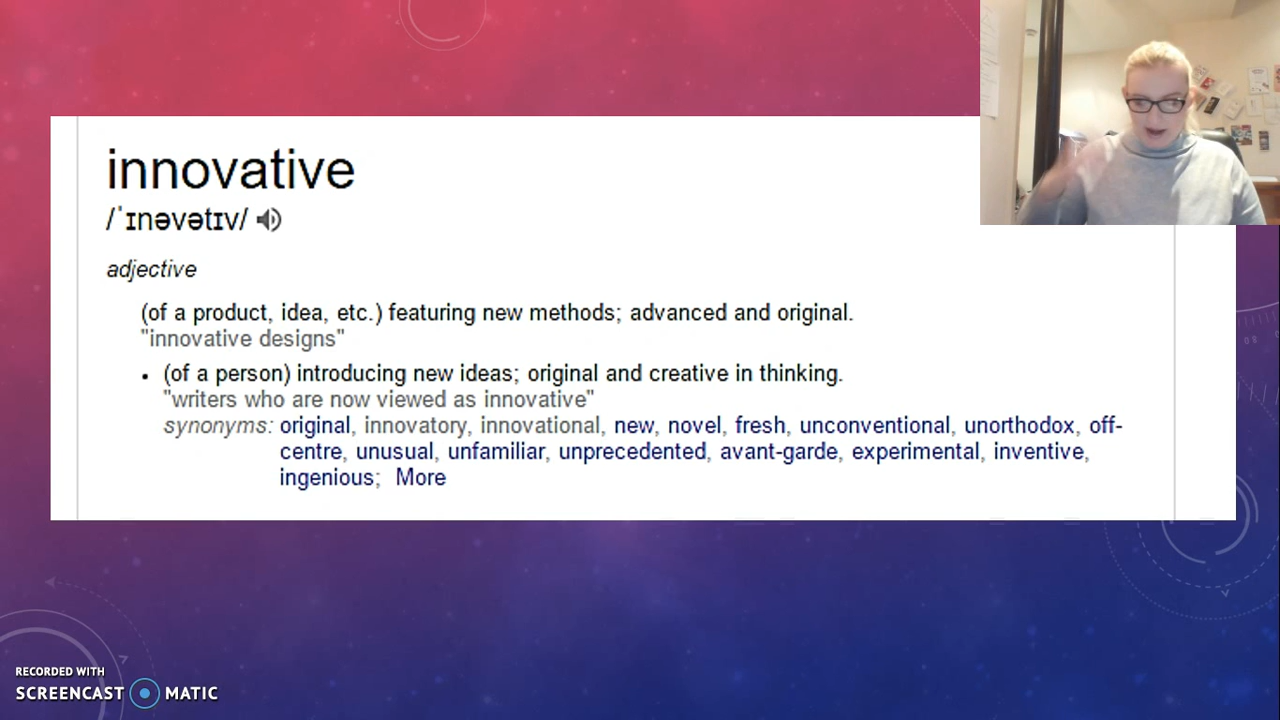 innovative
/ˈɪnəvətɪv/
adjective
(of a product, idea, etc.) featuring new methods; advanced and original.
"innovative designs"
• (of a person) introducing new ideas; original and creative in thinking.
"writers who are now viewed as innovative"
synonyms: original, innovatory, innovational, new, novel, fresh, unconventional, unorthodox, off-
centre, unusual, unfamiliar, unprecedented, avant-garde, experimental, inventive,
ingenious; More
RECORDED WITH
SCREENCAST MATIC